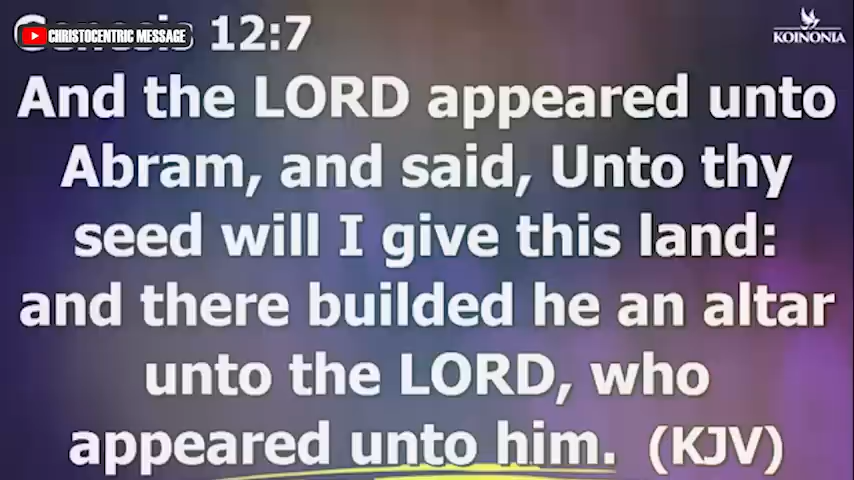 Genesis 12:7
CHRISTOCENTRIC MESSAGE
KOINONIA
And the LORD appeared unto
Abram, and said, Unto thy
seed will I give this land:
and there builded he an altar
unto the LORD, who
appeared unto him. (KJV)